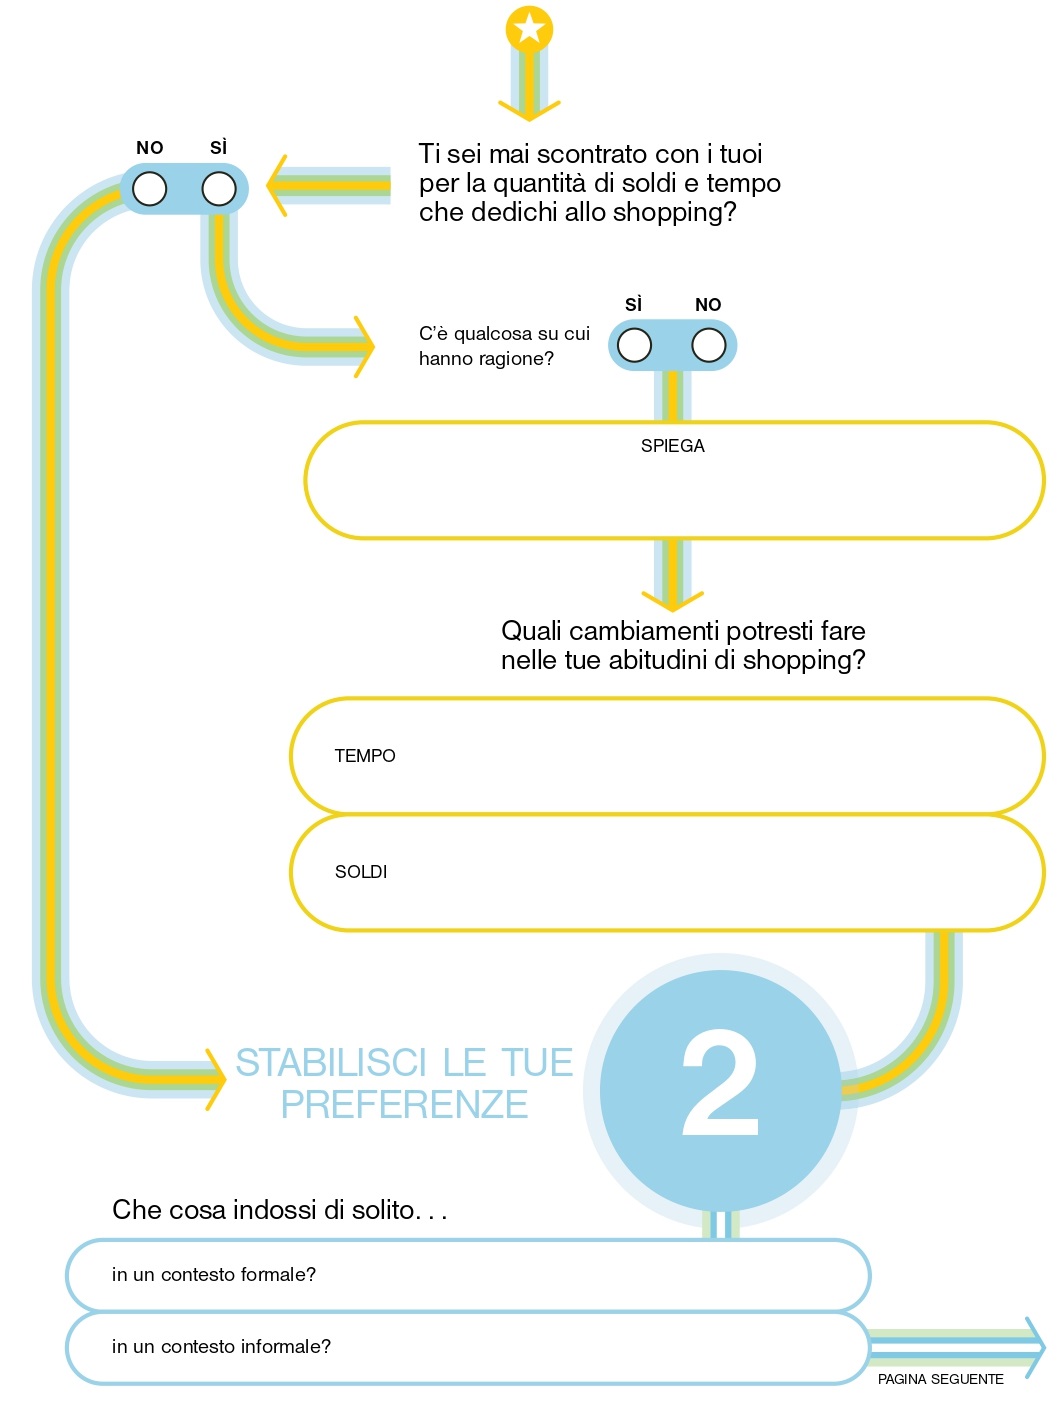 Ti sei mai scontrato con i tuoi
per la quantità di soldi e tempo
che dedichi allo shopping?
NO SÌ
C’è qualcosa su cui
hanno ragione?
SÌ NO
SPIEGA
Quali cambiamenti potresti fare
nelle tue abitudini di shopping?
TEMPO
SOLDI
STABILISCI LE TUE
PREFERENZE
2
Che cosa indossi di solito. . .
in un contesto formale?
in un contesto informale?
PAGINA SEGUENTE